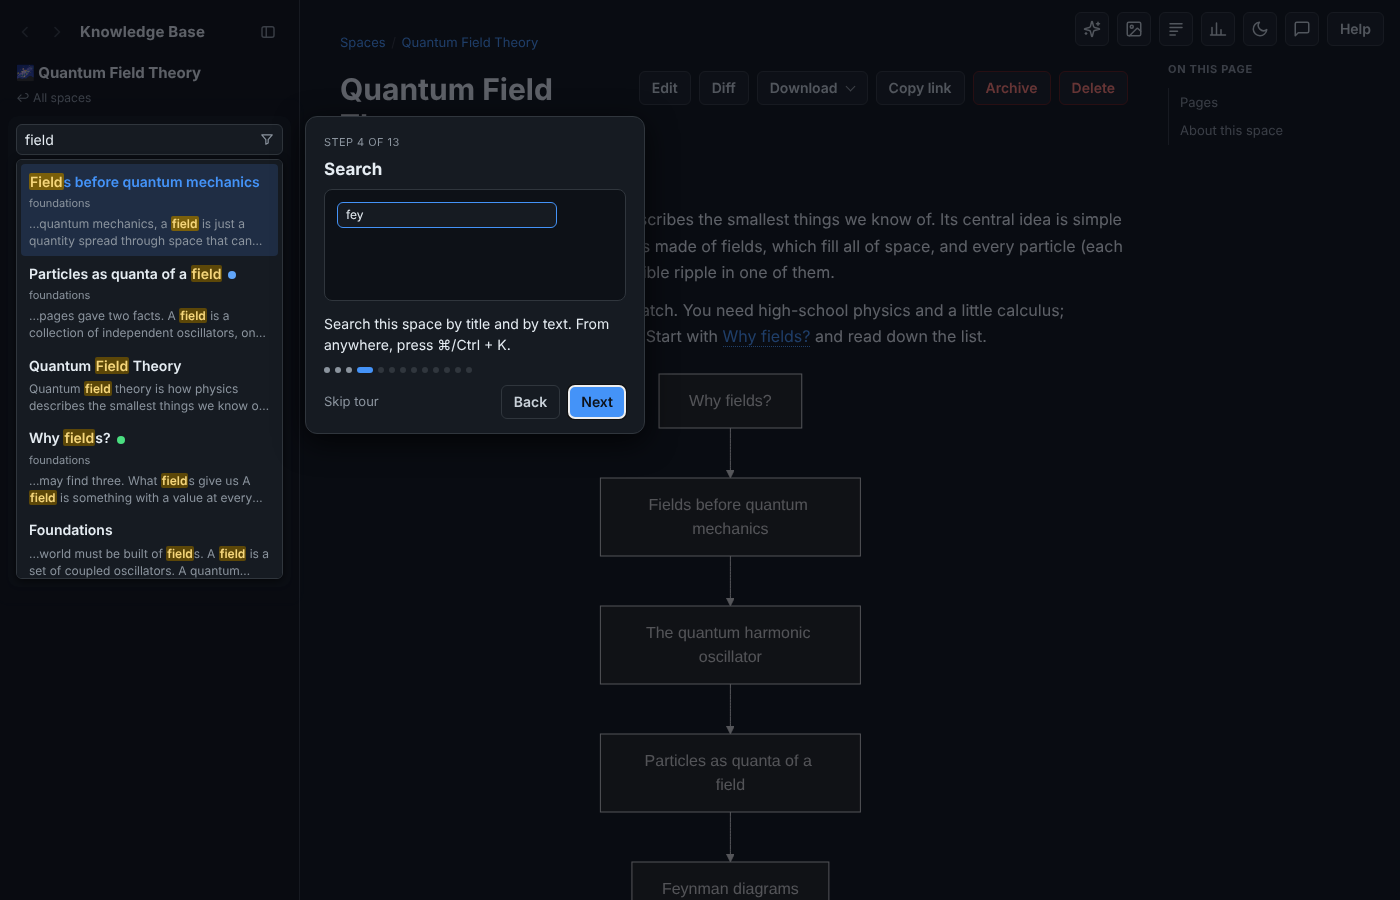 Knowledge Base
Quantum Field Theory
↩ All spaces
field
Fields before quantum mechanics
foundations
...quantum mechanics, a field is just a
quantity spread through space that can...
Particles as quanta of a field
foundations
...pages gave two facts. A field is a
collection of independent oscillators, on...
Quantum Field Theory
Quantum field theory is how physics
describes the smallest things we know o...
Why fields?
foundations
...may find three. What fields give us A
field is something with a value at every...
Foundations
...world must be built of fields. A field is a
set of coupled oscillators. A quantum...
Spaces / Quantum Field Theory
Help
Quantum Field
Edit
Diff
Download
Copy link
Archive
Delete
ON THIS PAGE
Pages
About this space
STEP 4 OF 13
Search
fey
Search this space by title and by text. From
anywhere, press ⌘/Ctrl + K.
Skip tour
Back
Next
scribes the smallest things we know of. Its central idea is simple
s made of fields, which fill all of space, and every particle (each
ble ripple in one of them.
atch. You need high-school physics and a little calculus;
Start with Why fields? and read down the list.
Why fields?
Fields before quantum
mechanics
The quantum harmonic
oscillator
Particles as quanta of a
field
Feynman diagrams